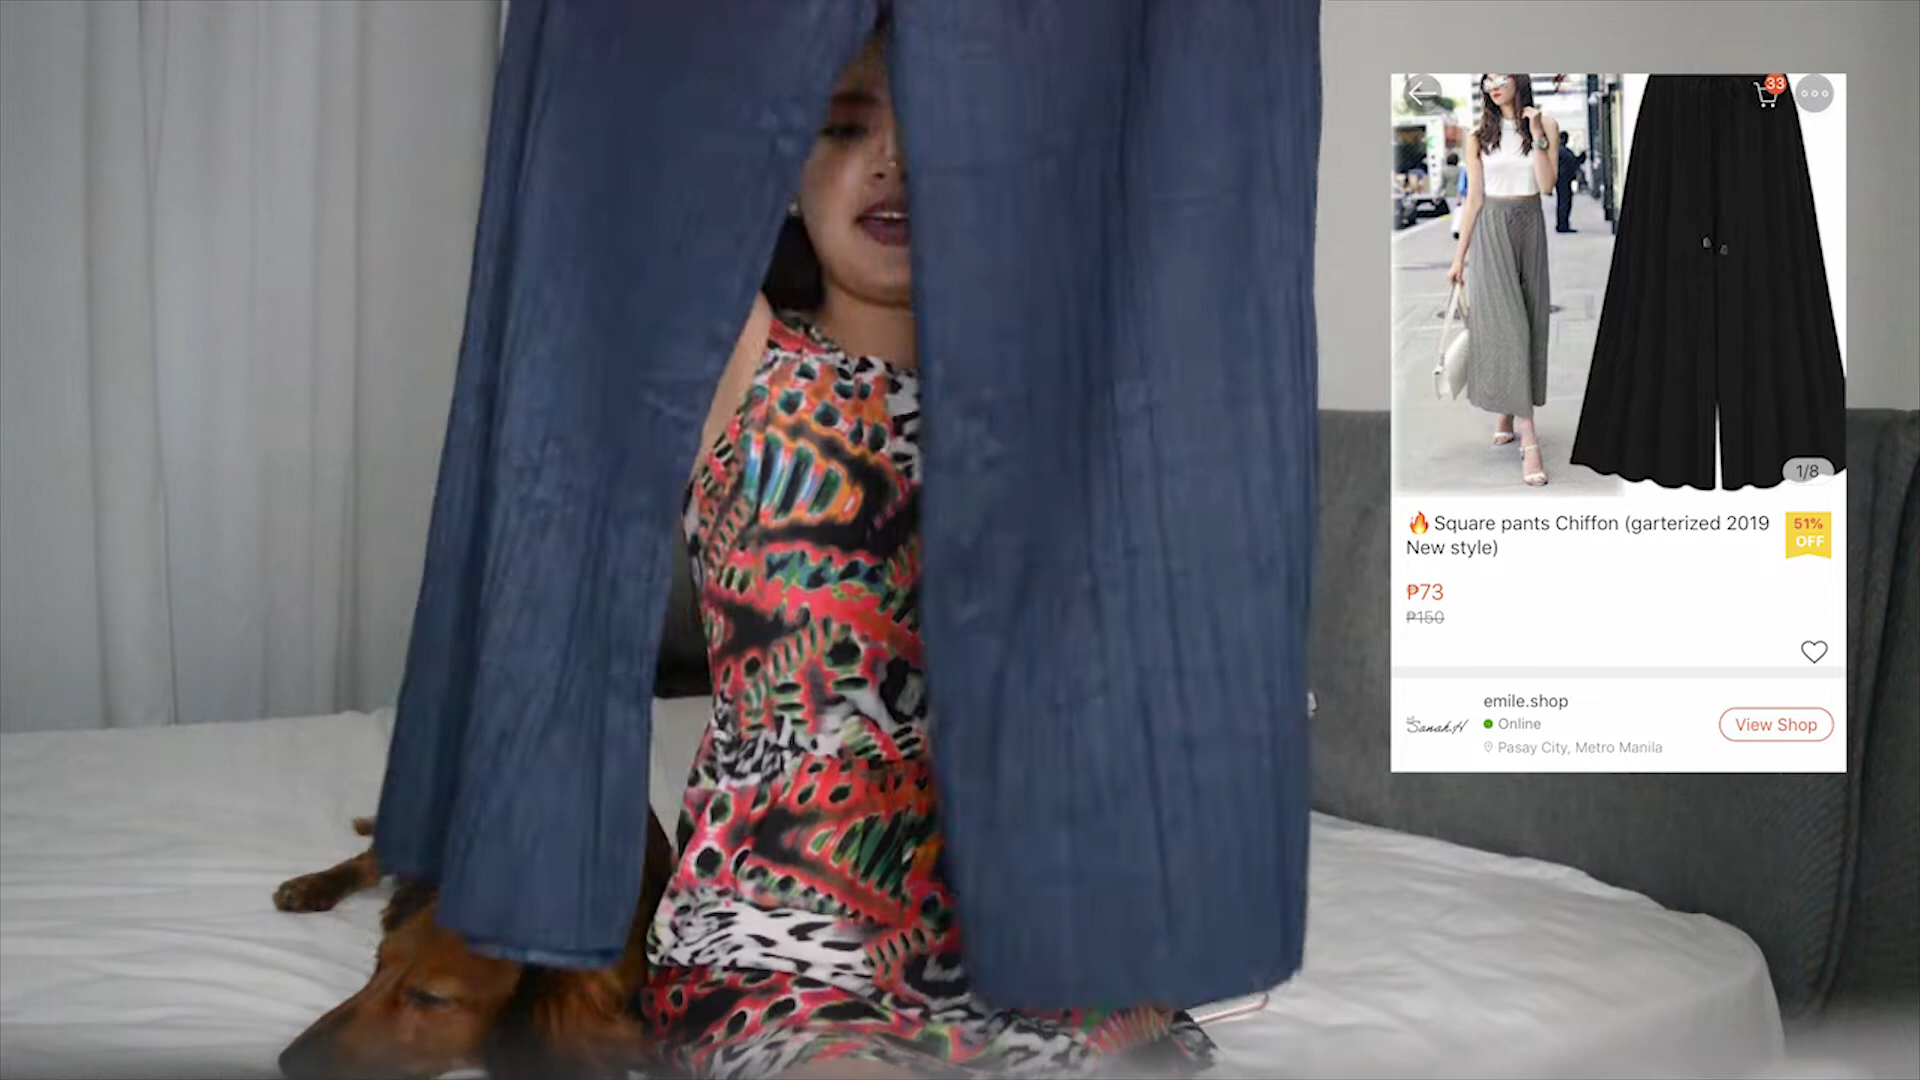 33
1/8
🔥Square pants Chiffon (garterized 2019
New style)
51%
OFF
₱73
₱150
emile.shop
Online
Pasay City, Metro Manila
SanahH
View Shop